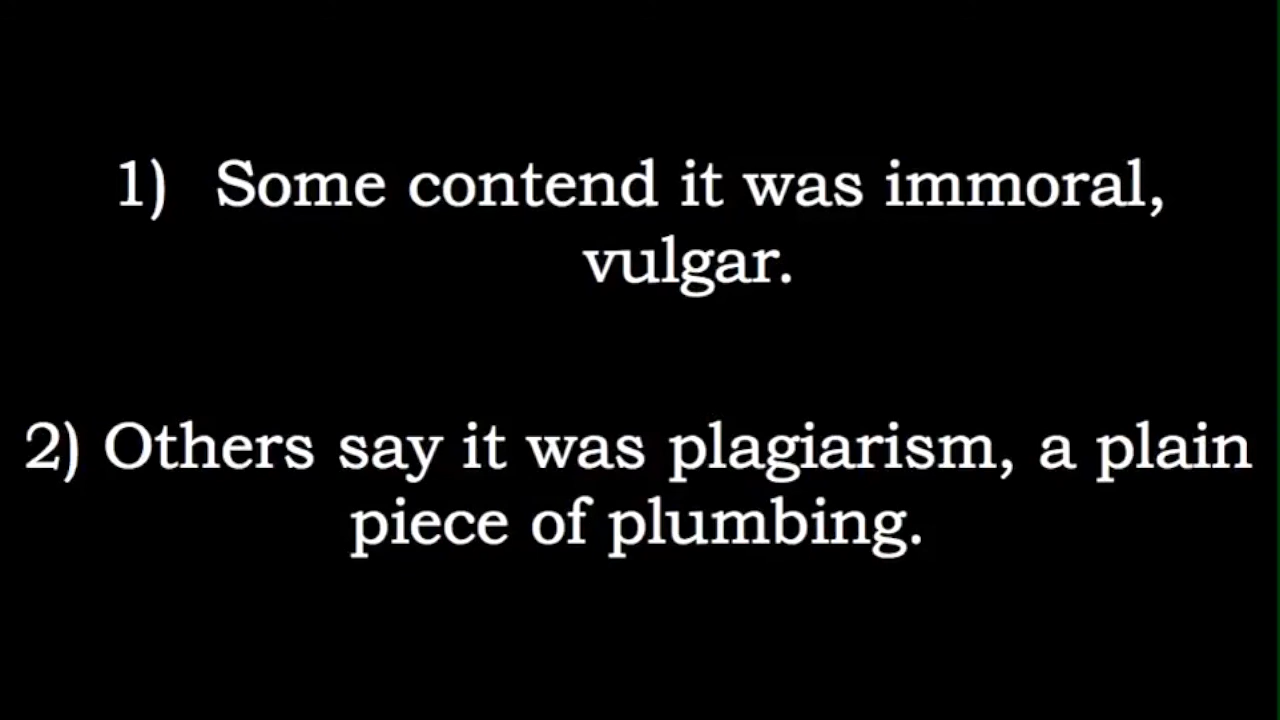 1) Some contend it was immoral,
vulgar.
2) Others say it was plagiarism, a plain
piece of plumbing.